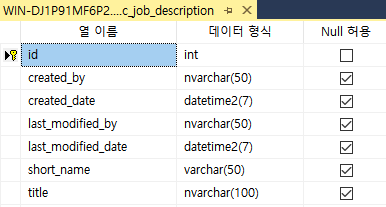 WIN-DJ1P91MF6P2....c_job_description
열 이름 데이터 형식 Null 허용
id int
created_by nvarchar(50)
created_date datetime2(7)
last_modified_by nvarchar(50)
last_modified_date datetime2(7)
short_name varchar(50)
title nvarchar(100)